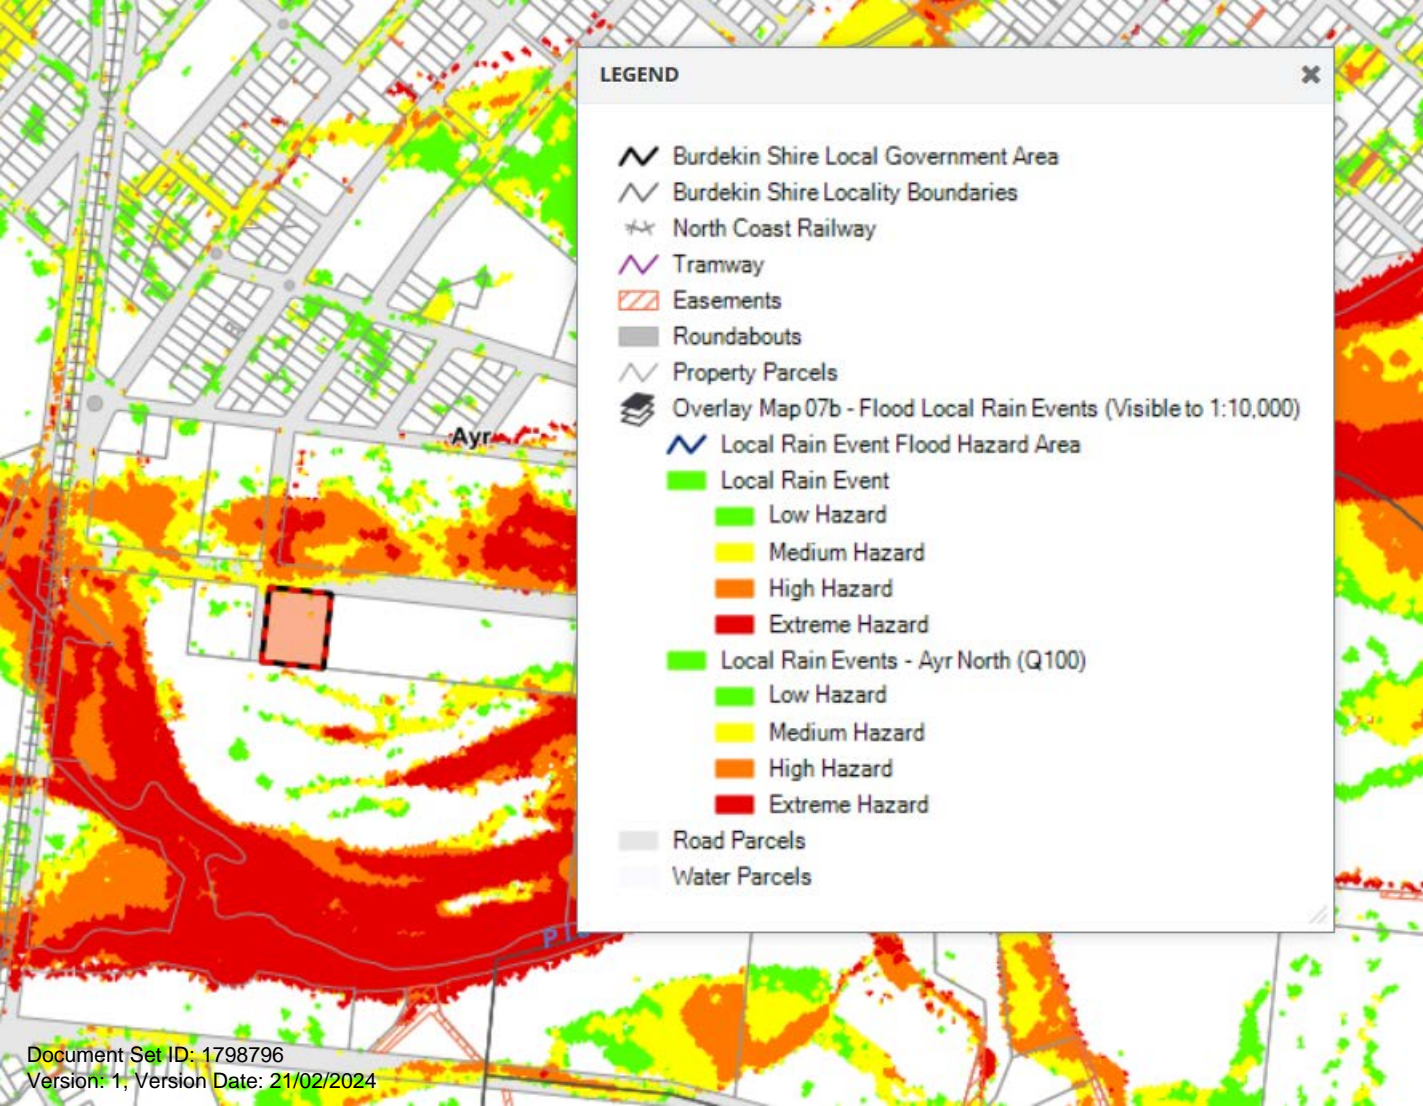 LEGEND
Burdekin Shire Local Government Area
Burdekin Shire Locality Boundaries
North Coast Railway
Tramway
Easements
Roundabouts
Property Parcels
Overlay Map 07b - Flood Local Rain Events (Visible to 1:10,000)
Local Rain Event Flood Hazard Area
Local Rain Event
Low Hazard
Medium Hazard
High Hazard
Extreme Hazard
Local Rain Events - Ayr North (Q100)
Low Hazard
Medium Hazard
High Hazard
Extreme Hazard
Road Parcels
Water Parcels
Ayr
Document Set ID: 1798796
Version: 1, Version Date: 21/02/2024